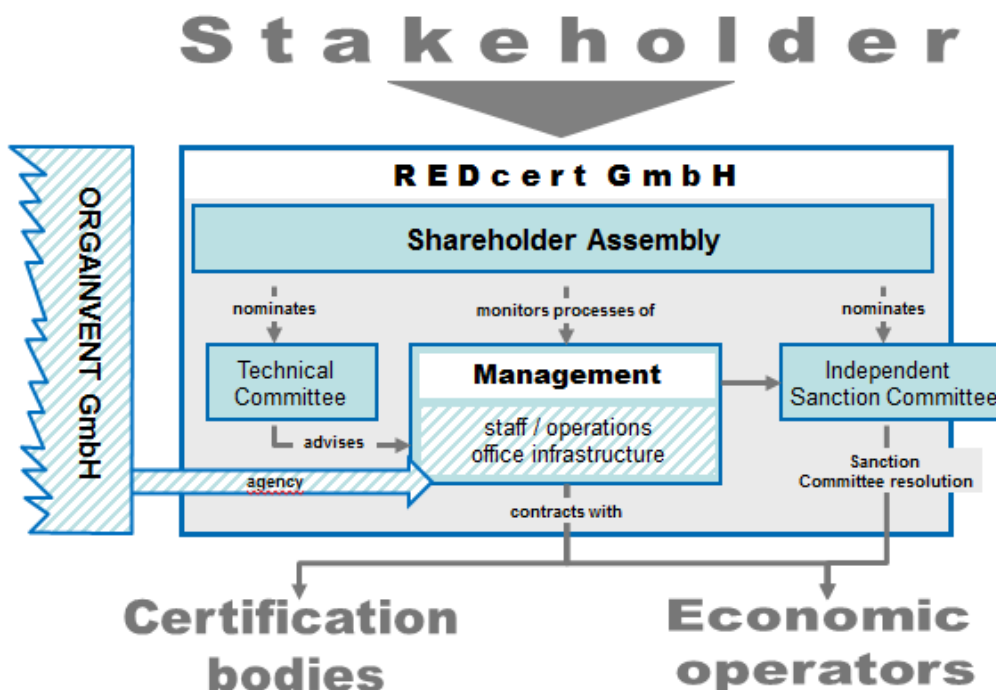 Stakeholder
REDcert GmbH
ORGAINVENT GmbH
Shareholder Assembly
nominates
monitors processes of
nominates
Technical
Committee
Management
staff / operations
office infrastructure
Independent
Sanction Committee
advises
agency
Sanction
Committee resolution
contracts with
Certification
bodies
Economic
operators